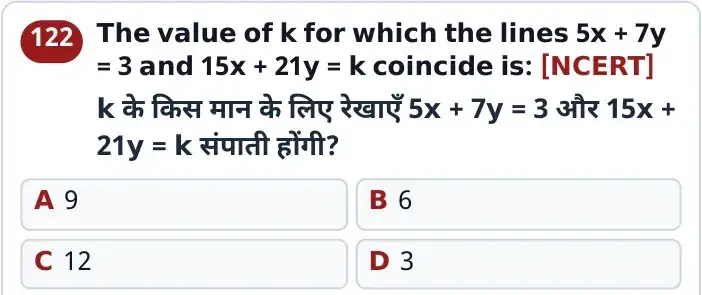 122 The value of k for which the lines 5x + 7y
= 3 and 15x + 21y = k coincide is: [NCERT]
k के किस मान के लिए रेखाएँ 5x + 7y = 3 और 15x +
21y = k संपाती होंगी?
A 9
B 6
C 12
D 3